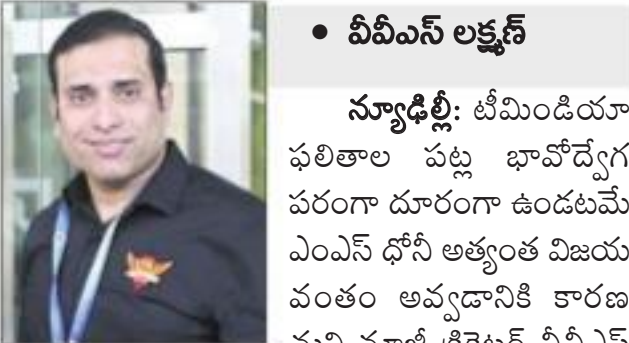 • వీవీఎస్ లక్ష్మణ్
న్యూఢిల్లీ: టీమిండియా
ఫలితాల పట్ల భావోద్వేగ
పరంగా దూరంగా ఉండటమే
ఎంఎస్ ధోనీ అత్యంత విజయ
వంతం అవ్వడానికి కారణ